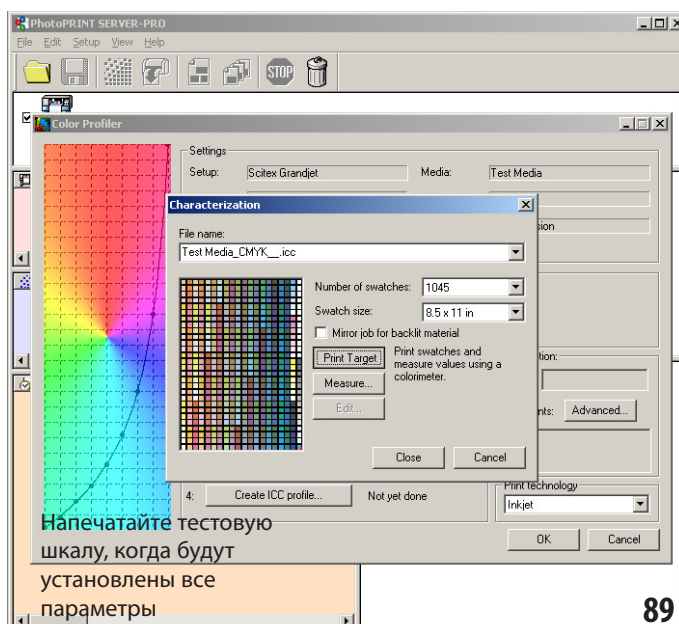 PhotoPRINT SERVER-PRO
File Edit Setup View Help
STOP
Color Profiler
Settings
Setup: Scitex Grandjet Media: Test Media
Characterization
File name:
Test Media_CMYK__.icc
Number of swatches: 1045
Swatch size: 8.5 x 11 in
Mirror job for backlit material
Print Target
Print swatches and
measure values using a
colorimeter.
Measure...
Edit...
Advanced...
Close Cancel
4: Create ICC profile... Not yet done
Print technology
Inkjet
OK Cancel
Напечатайте тестовую
шкалу, когда будут
установлены все
параметры
89